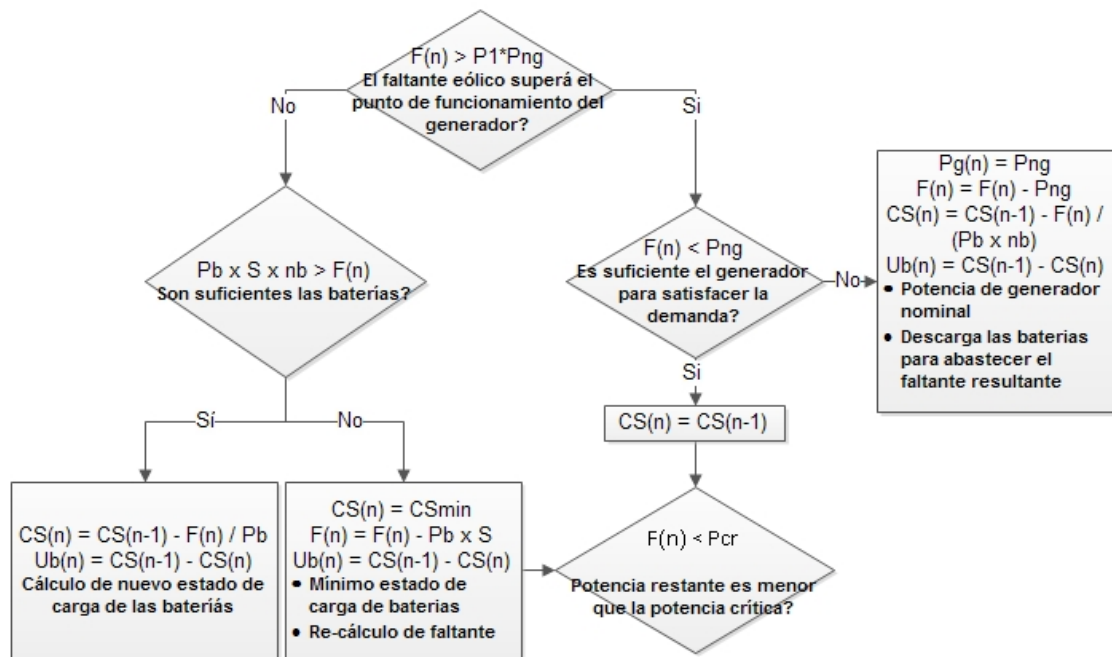 F(n) > P1*Png
El faltante eólico superá el
punto de funcionamiento del
generador?
No
Si
Pg(n) = Png
F(n) = F(n) - Png
CS(n) = CS(n-1) - F(n) /
(Pb x nb)
Ub(n) = CS(n-1) - CS(n)
• Potencia de generador
nominal
• Descarga las baterias
para abastecer el
faltante resultante
Pb x S x nb > F(n)
Son suficientes las baterías?
F(n) < Png
Es suficiente el generador
para satisfacer la
demanda?
No
Si
Sí
No
CS(n) = CS(n-1)
CS(n) = CS(n-1) - F(n) / Pb
Ub(n) = CS(n-1) - CS(n)
Cálculo de nuevo estado de
carga de las bateríás
CS(n) = CSmin
F(n) = F(n) - Pb x S
Ub(n) = CS(n-1) - CS(n)
• Mínimo estado de
carga de baterias
• Re-cálculo de faltante
F(n) < Pcr
Potencia restante es menor
que la potencia crítica?